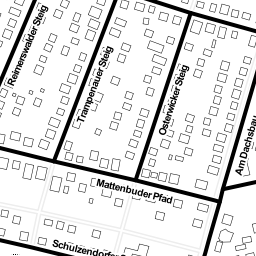 Reinerswalder Steig
Trampenauer Steig
Osterwicker Steig
Am Dachsbau
Mattenbuder Pfad
Schulzendorfer